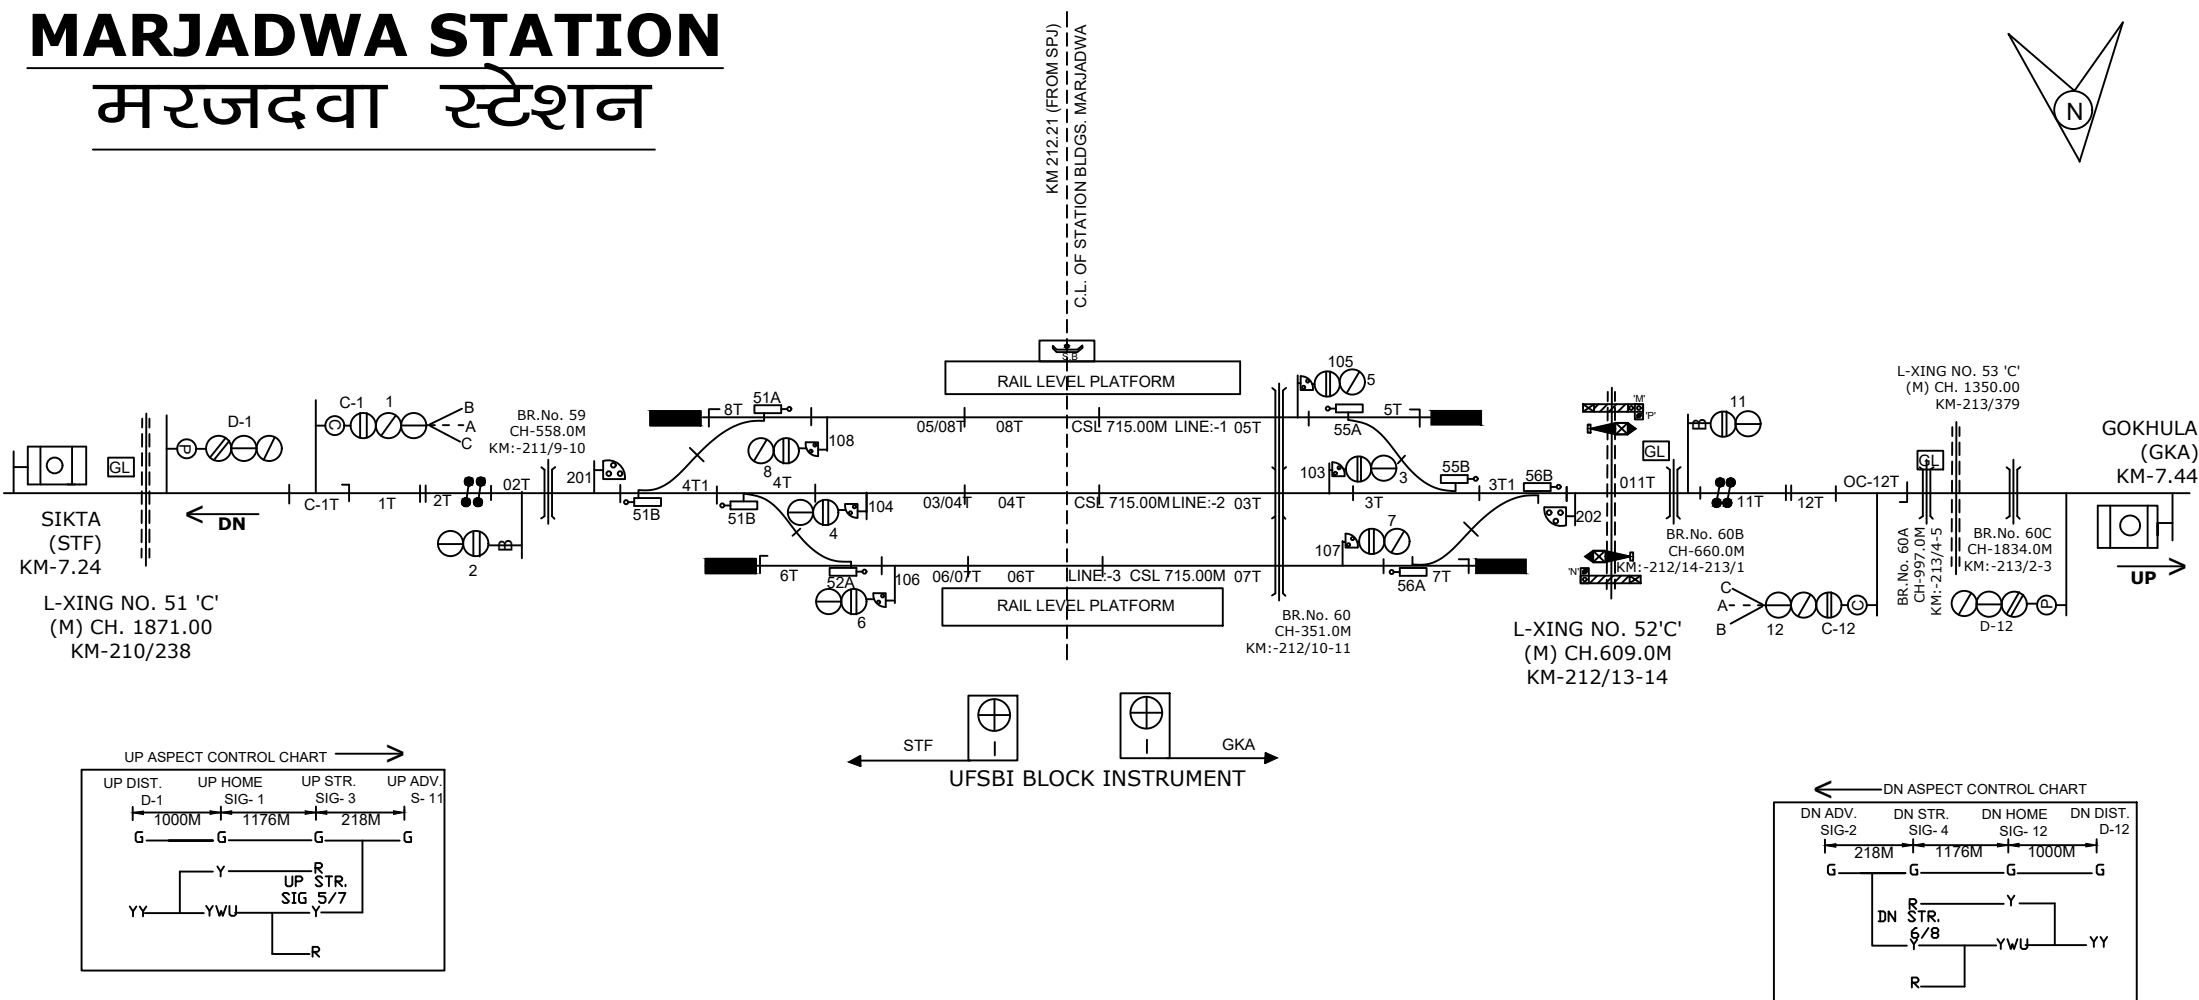 MARJADWA STATION
मरजदवा स्टेशन
KM 212.21 (FROM SPJ)
C.L. OF STATION BLDGS. MARJADWA
N
S.B
RAIL LEVEL PLATFORM
SIKTA
(STF)
KM-7.24
GL
L-XING NO. 51 'C'
(M) CH. 1871.00
KM-210/238
DN
P
D-1
C-1 1
C
B
A
C
C-1T
1T
2T
02T
B
2
BR.No. 59
CH-558.0M
KM:-211/9-10
201
51B
8T
51A
4T1
51B
108
8
4T
104
4
6T
52A
106
6
05/08T
08T
CSL 715.00M LINE:-1 05T
03/04T
04T
CSL 715.00M LINE:-2 03T
06/07T
06T
LINE:-3 CSL 715.00M 07T
RAIL LEVEL PLATFORM
BR.No. 60
CH-351.0M
KM:-212/10-11
105
5
55A
5T
103
3
3T
55B
3T1
56B
107
7
56A
7T
202
'M'
'P'
'N'
011T
GL
L-XING NO. 52'C'
(M) CH.609.0M
KM-212/13-14
BR.No. 60B
CH-660.0M
KM:-212/14-213/1
B
11
11T
12T
OC-12T
C
A
B
12
C-12
C
L-XING NO. 53 'C'
(M) CH. 1350.00
KM-213/379
GL
BR.No. 60A
CH-997.0M
KM:-213/4-5
BR.No. 60C
CH-1834.0M
KM:-213/2-3
P
D-12
GOKHULA
(GKA)
KM-7.44
UP
STF
GKA
UFSBI BLOCK INSTRUMENT
UP ASPECT CONTROL CHART
UP DIST. UP HOME UP STR. UP ADV.
D-1 SIG- 1 SIG- 3 S- 11
1000M 1176M 218M
G G G G
Y R
UP STR.
SIG 5/7
YY YWU Y
R
DN ASPECT CONTROL CHART
DN ADV. DN STR. DN HOME DN DIST.
SIG-2 SIG- 4 SIG- 12 D-12
218M 1176M 1000M
G G G G
R Y
DN STR.
6/8
Y YWU YY
R